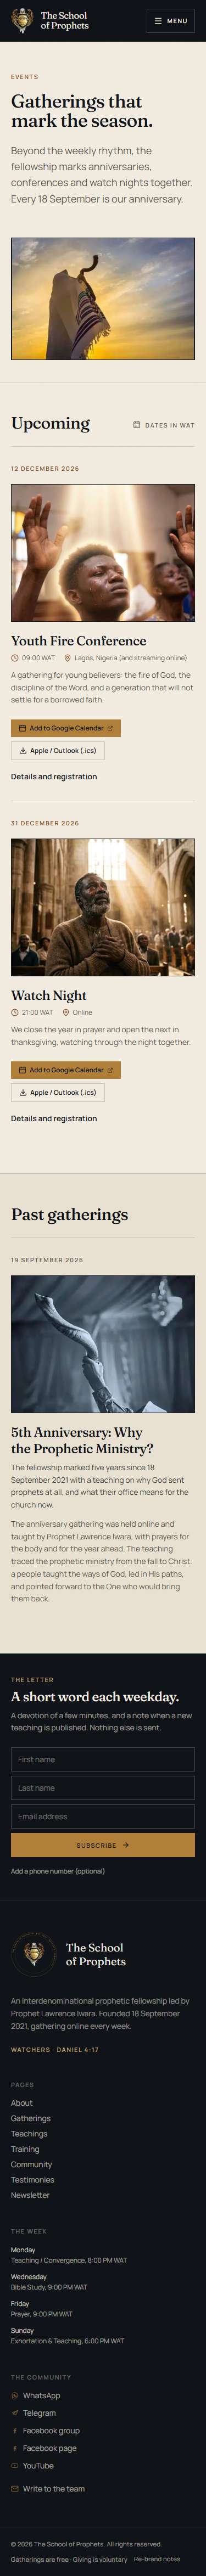 The School
of Prophets
MENU
EVENTS
Gatherings that
mark the season.
Beyond the weekly rhythm, the
fellowship marks anniversaries,
conferences and watch nights together.
Every 18 September is our anniversary.
Upcoming
DATES IN WAT
12 DECEMBER 2026
Youth Fire Conference
09:00 WAT
Lagos, Nigeria (and streaming online)
A gathering for young believers: the fire of God, the
discipline of the Word, and a generation that will not
settle for a borrowed faith.
Add to Google Calendar
Apple / Outlook (.ics)
Details and registration
31 DECEMBER 2026
Watch Night
21:00 WAT
Online
We close the year in prayer and open the next in
thanksgiving, watching through the night together.
Add to Google Calendar
Apple / Outlook (.ics)
Details and registration
Past gatherings
19 SEPTEMBER 2026
5th Anniversary: Why
the Prophetic Ministry?
The fellowship marked five years since 18
September 2021 with a teaching on why God sent
prophets at all, and what their office means for the
church now.
The anniversary gathering was held online and
taught by Prophet Lawrence Iwara, with prayers for
the body and for the year ahead. The teaching
traced the prophetic ministry from the fall to Christ:
a people taught the ways of God, led in His paths,
and pointed forward to the One who would bring
them back.
THE LETTER
A short word each weekday.
A devotion of a few minutes, and a note when a new
teaching is published. Nothing else is sent.
First name
Last name
Email address
SUBSCRIBE
Add a phone number (optional)
The School
of Prophets
An interdenominational prophetic fellowship led by
Prophet Lawrence Iwara. Founded 18 September
2021, gathering online every week.
WATCHERS · DANIEL 4:17
PAGES
About
Gatherings
Teachings
Training
Community
Testimonies
Newsletter
THE WEEK
Monday
Teaching / Convergence, 8:00 PM WAT
Wednesday
Bible Study, 9:00 PM WAT
Friday
Prayer, 9:00 PM WAT
Sunday
Exhortation & Teaching, 6:00 PM WAT
THE COMMUNITY
WhatsApp
Telegram
Facebook group
Facebook page
YouTube
Write to the team
© 2026 The School of Prophets. All rights reserved.
Gatherings are free · Giving is voluntary
Re-brand notes